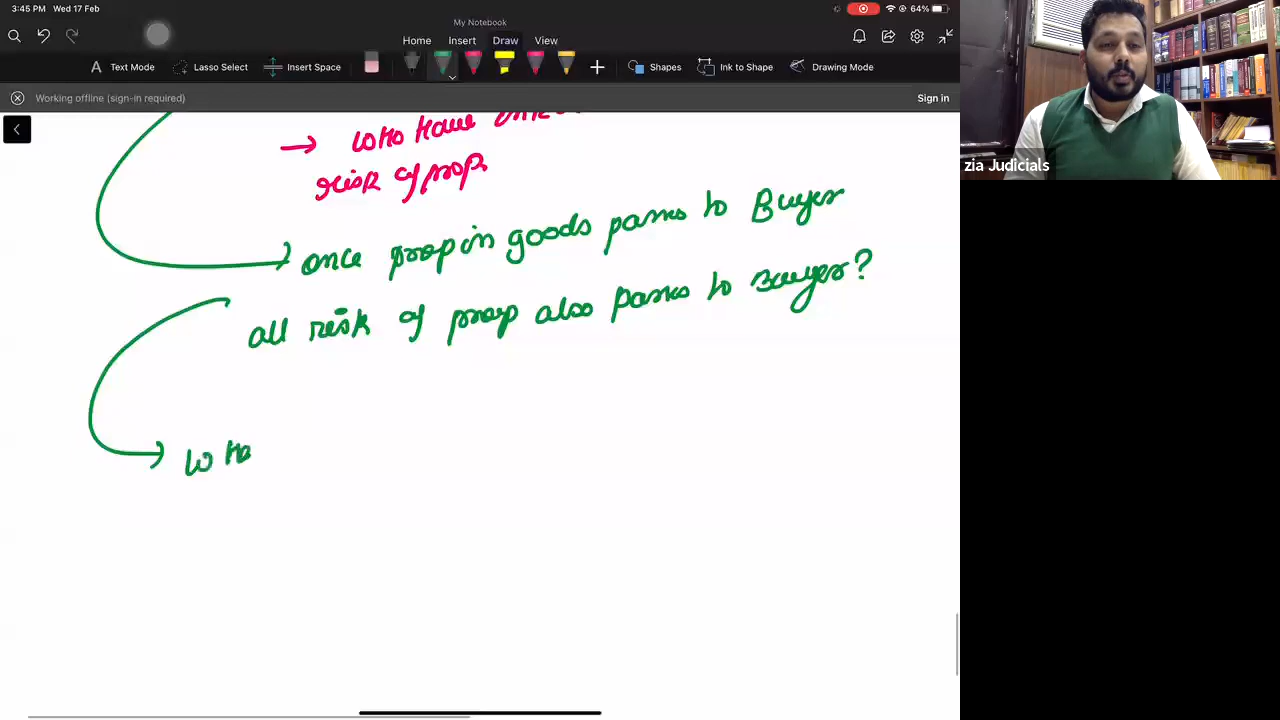 3:45 PM Wed 17 Feb
64%
My Notebook
Home Insert Draw View
Text Mode Lasso Select Insert Space Shapes Ink to Shape Drawing Mode
Working offline (sign-in required) Sign in
→ who have
risk of prop
zia Judicials
once prop in goods passes to Buyer
all risk of prop also passes to Buyer?
who